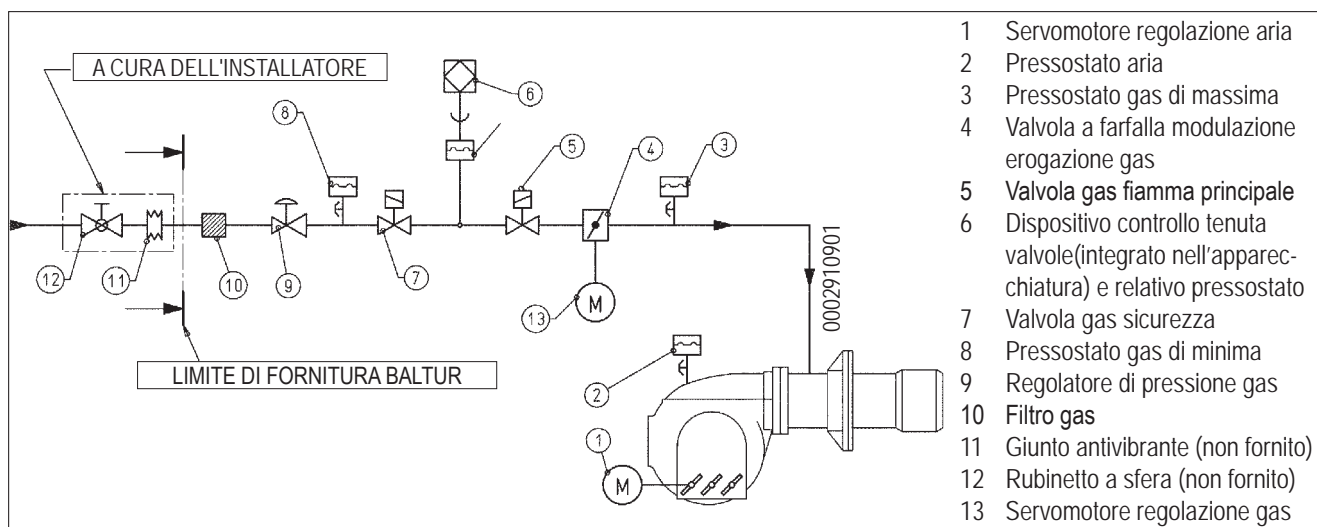 A CURA DELL'INSTALLATORE
6
8
5
4
3
12
11
10
9
7
13
M
LIMITE DI FORNITURA BALTUR
0002910901
2
1
M
1 Servomotore regolazione aria
2 Pressostato aria
3 Pressostato gas di massima
4 Valvola a farfalla modulazione
erogazione gas
5 Valvola gas fiamma principale
6 Dispositivo controllo tenuta
valvole(integrato nell'apparec-
chiatura) e relativo pressostato
7 Valvola gas sicurezza
8 Pressostato gas di minima
9 Regolatore di pressione gas
10 Filtro gas
11 Giunto antivibrante (non fornito)
12 Rubinetto a sfera (non fornito)
13 Servomotore regolazione gas